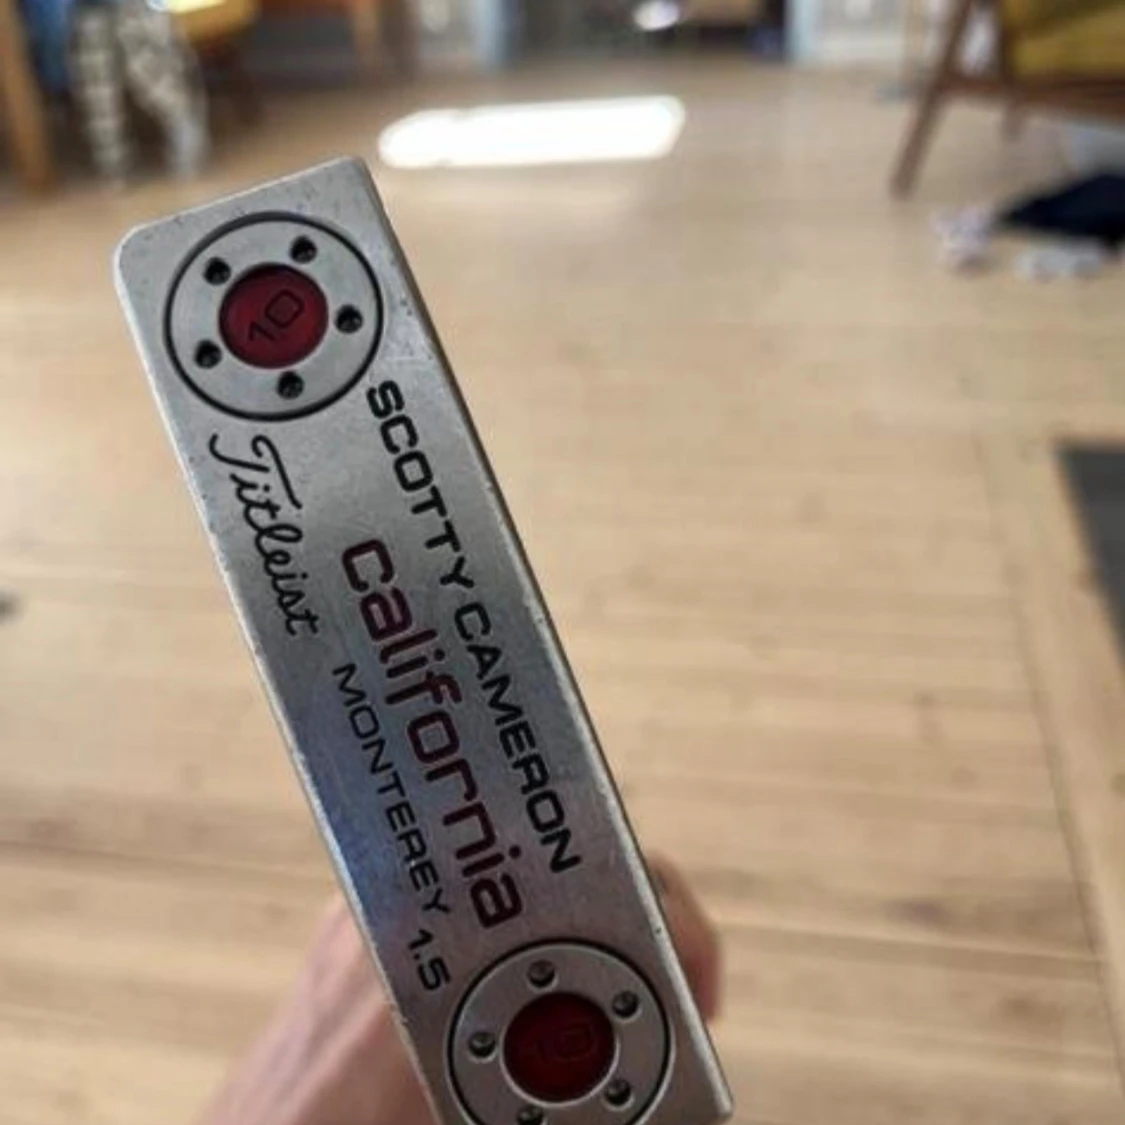 10
SCOTTY CAMERON
california
MONTEREY 1.5
Titleist
10